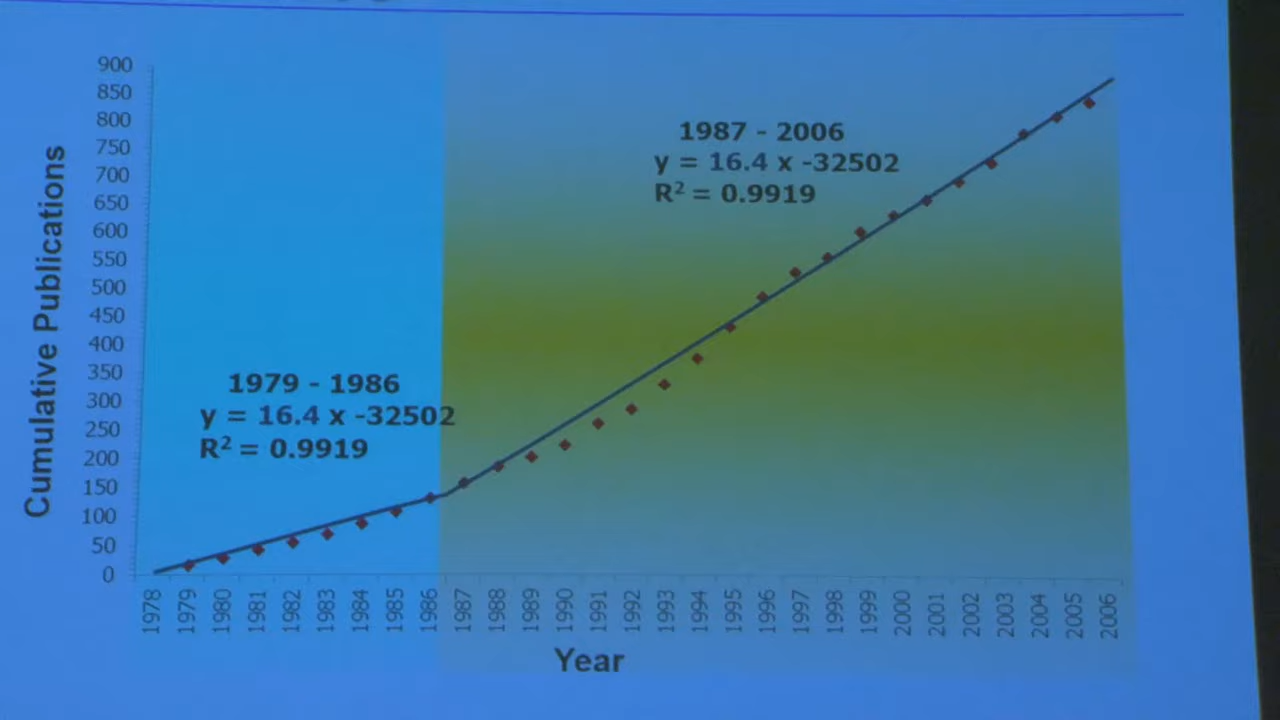 900
850
800
750
700
650
600
550
500
450
400
350
300
250
200
150
100
50
0
Cumulative Publications
1987 - 2006
y = 16.4 x -32502
R² = 0.9919
1979 - 1986
y = 16.4 x -32502
R² = 0.9919
1978 1979 1980 1981 1982 1983 1984 1985 1986 1987 1988 1989 1990 1991 1992 1993 1994 1995 1996 1997 1998 1999 2000 2001 2002 2003 2004 2005 2006
Year